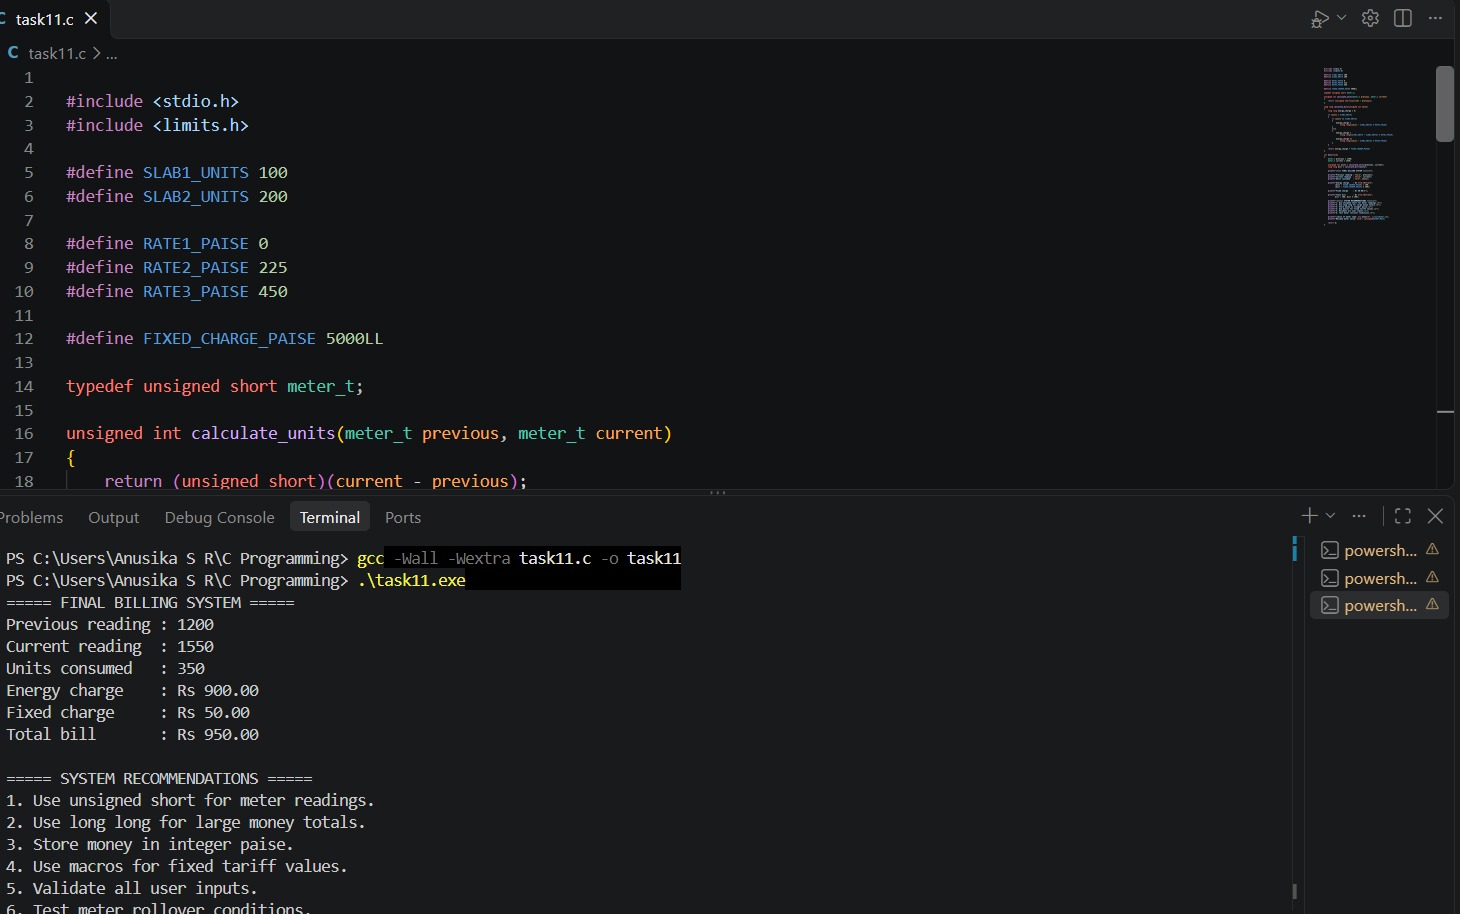 task11.c
C task11.c > ...
1
2 #include <stdio.h>
3 #include <limits.h>
4
5 #define SLAB1_UNITS 100
6 #define SLAB2_UNITS 200
7
8 #define RATE1_PAISE 0
9 #define RATE2_PAISE 225
10 #define RATE3_PAISE 450
11
12 #define FIXED_CHARGE_PAISE 5000LL
13
14 typedef unsigned short meter_t;
15
16 unsigned int calculate_units(meter_t previous, meter_t current)
17 {
18 return (unsigned short)(current - previous);
Problems Output Debug Console Terminal Ports
PS C:\Users\Anusika S R\C Programming> gcc -Wall -Wextra task11.c -o task11
PS C:\Users\Anusika S R\C Programming> .\task11.exe
===== FINAL BILLING SYSTEM =====
Previous reading : 1200
Current reading : 1550
Units consumed : 350
Energy charge : Rs 900.00
Fixed charge : Rs 50.00
Total bill : Rs 950.00
===== SYSTEM RECOMMENDATIONS =====
1. Use unsigned short for meter readings.
2. Use long long for large money totals.
3. Store money in integer paise.
4. Use macros for fixed tariff values.
5. Validate all user inputs.
6. Test meter rollover conditions.
powersh...
powersh...
powersh...